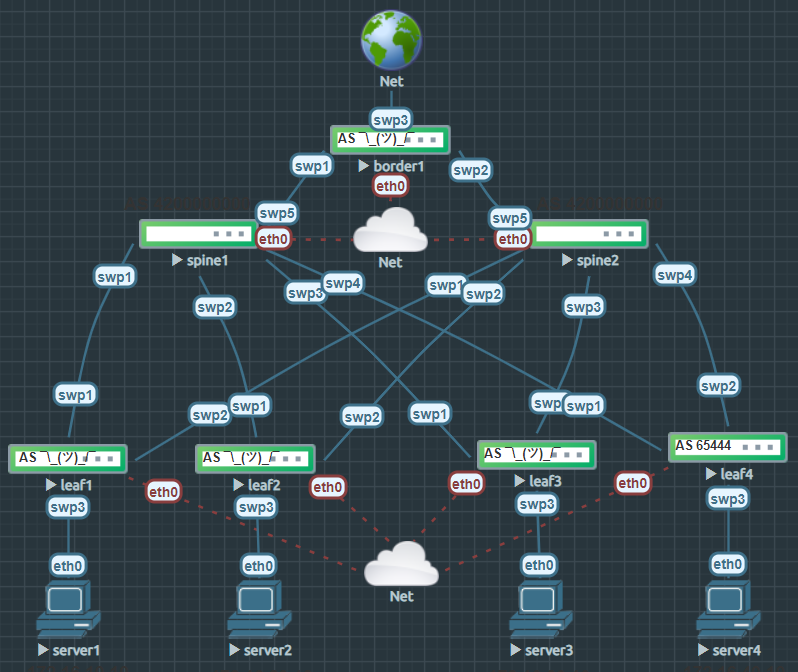 Net
swp3
AS ¯\_(ツ)_/¯
border1
swp1
swp2
eth0
swp5
swp5
eth0
eth0
spine1
Net
spine2
swp1
swp2
swp3
swp4
swp1
swp2
swp3
swp4
swp1
swp2
swp1
swp2
swp1
swp1
swp2
AS ¯\_(ツ)_/¯
AS ¯\_(ツ)_/¯
AS ¯\_(ツ)_/¯
AS 65444
leaf1
leaf2
leaf3
leaf4
eth0
eth0
eth0
eth0
swp3
swp3
swp3
swp3
eth0
eth0
eth0
eth0
Net
server1
server2
server3
server4